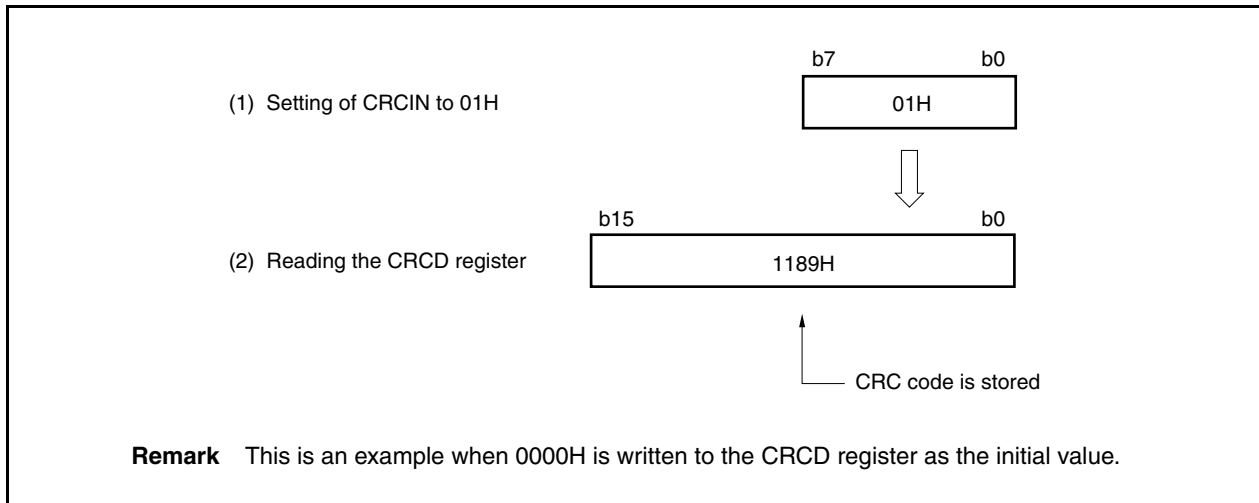 b7 b0
(1) Setting of CRCIN to 01H
01H
b15 b0
(2) Reading the CRCD register
1189H
CRC code is stored
Remark This is an example when 0000H is written to the CRCD register as the initial value.